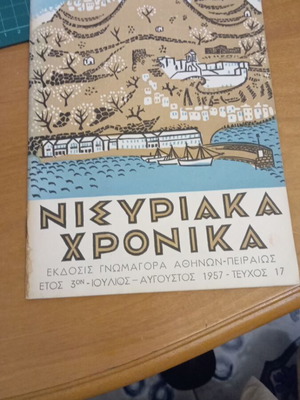 ΝΙΣΥΡΙΑΚΑ
ΧΡΟΝΙΚΑ
ΕΚΔΟΣΙΣ ΓΝΩΜΑΓΟΡΑ ΑΘΗΝΩΝ-ΠΕΙΡΑΙΩΣ
ΕΤΟΣ 3ΟΝ-ΙΟΥΛΙΟΣ-ΑΥΓΟΥΣΤΟΣ 1957-ΤΕΥΧΟΣ 17